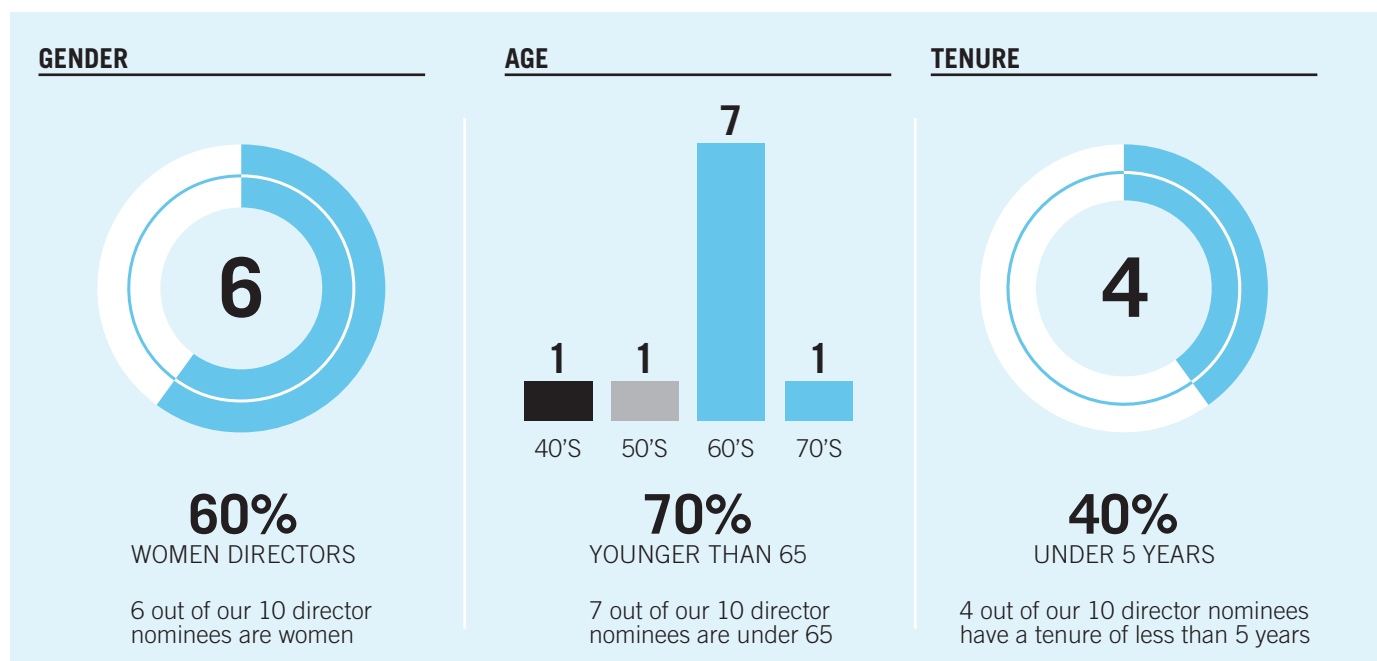 GENDER
6
60%
WOMEN DIRECTORS
6 out of our 10 director
nominees are women
AGE
7
1
1
1
40'S
50'S
60'S
70'S
70%
YOUNGER THAN 65
7 out of our 10 director
nominees are under 65
TENURE
4
40%
UNDER 5 YEARS
4 out of our 10 director nominees
have a tenure of less than 5 years